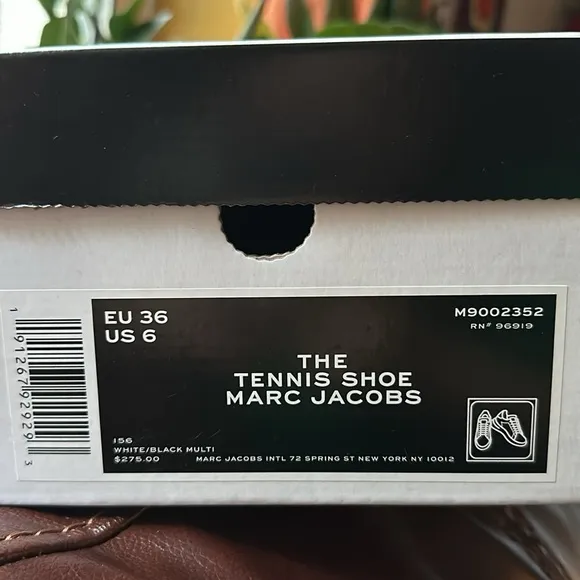 EU 36
US 6
M9002352
RN# 96919
THE
TENNIS SHOE
MARC JACOBS
156
WHITE/BLACK MULTI
$275.00
MARC JACOBS INTL 72 SPRING ST NEW YORK NY 10012
1 91267 92929 3